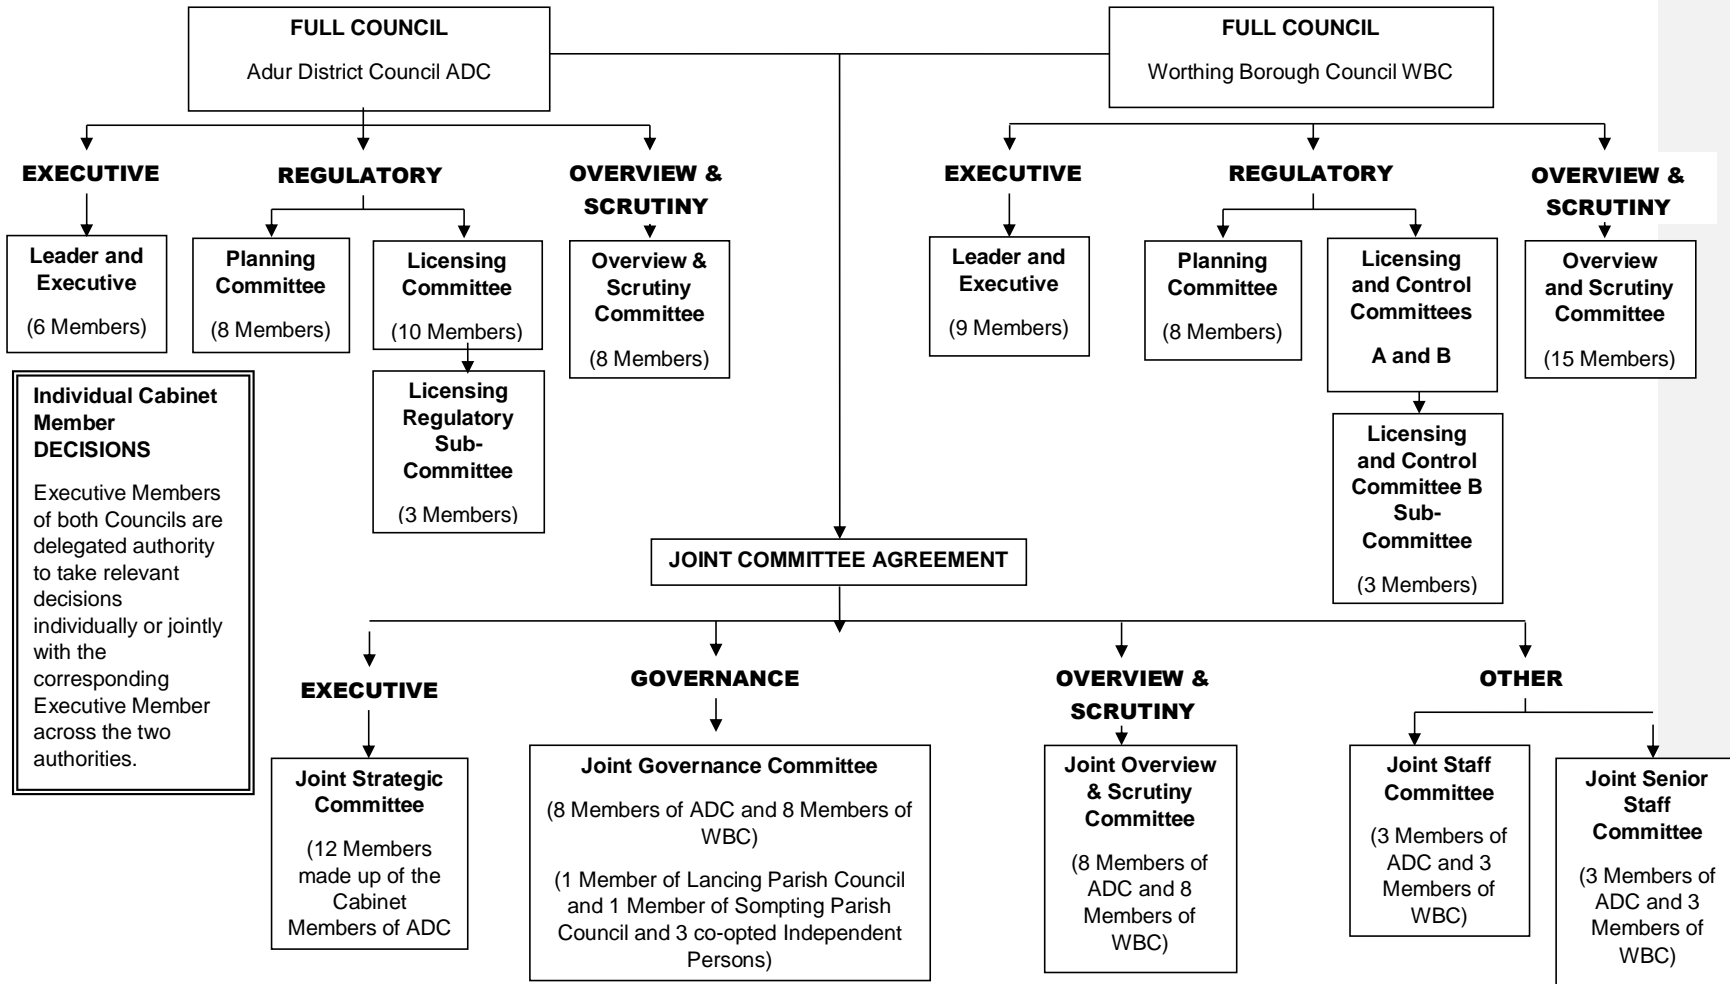 FULL COUNCIL
Adur District Council ADC
FULL COUNCIL
Worthing Borough Council WBC
EXECUTIVE
REGULATORY
OVERVIEW &
SCRUTINY
Leader and
Executive
(6 Members)
Planning
Committee
(8 Members)
Licensing
Committee
(10 Members)
Overview &
Scrutiny
Committee
(8 Members)
Licensing
Regulatory
Sub-
Committee
(3 Members)
EXECUTIVE
REGULATORY
OVERVIEW &
SCRUTINY
Leader and
Executive
(9 Members)
Planning
Committee
(8 Members)
Licensing
and Control
Committees
A and B
Overview
and Scrutiny
Committee
(15 Members)
Licensing
and Control
Committee B
Sub-
Committee
(3 Members)
Individual Cabinet
Member
DECISIONS
Executive Members
of both Councils are
delegated authority
to take relevant
decisions
individually or jointly
with the
corresponding
Executive Member
across the two
authorities.
JOINT COMMITTEE AGREEMENT
EXECUTIVE
GOVERNANCE
OVERVIEW &
SCRUTINY
OTHER
Joint Strategic
Committee
(12 Members
made up of the
Cabinet
Members of ADC
Joint Governance Committee
(8 Members of ADC and 8 Members of
WBC)
(1 Member of Lancing Parish Council
and 1 Member of Sompting Parish
Council and 3 co-opted Independent
Persons)
Joint Overview
& Scrutiny
Committee
(8 Members of
ADC and 8
Members of
WBC)
Joint Staff
Committee
(3 Members of
ADC and 3
Members of
WBC)
Joint Senior
Staff
Committee
(3 Members of
ADC and 3
Members of
WBC)